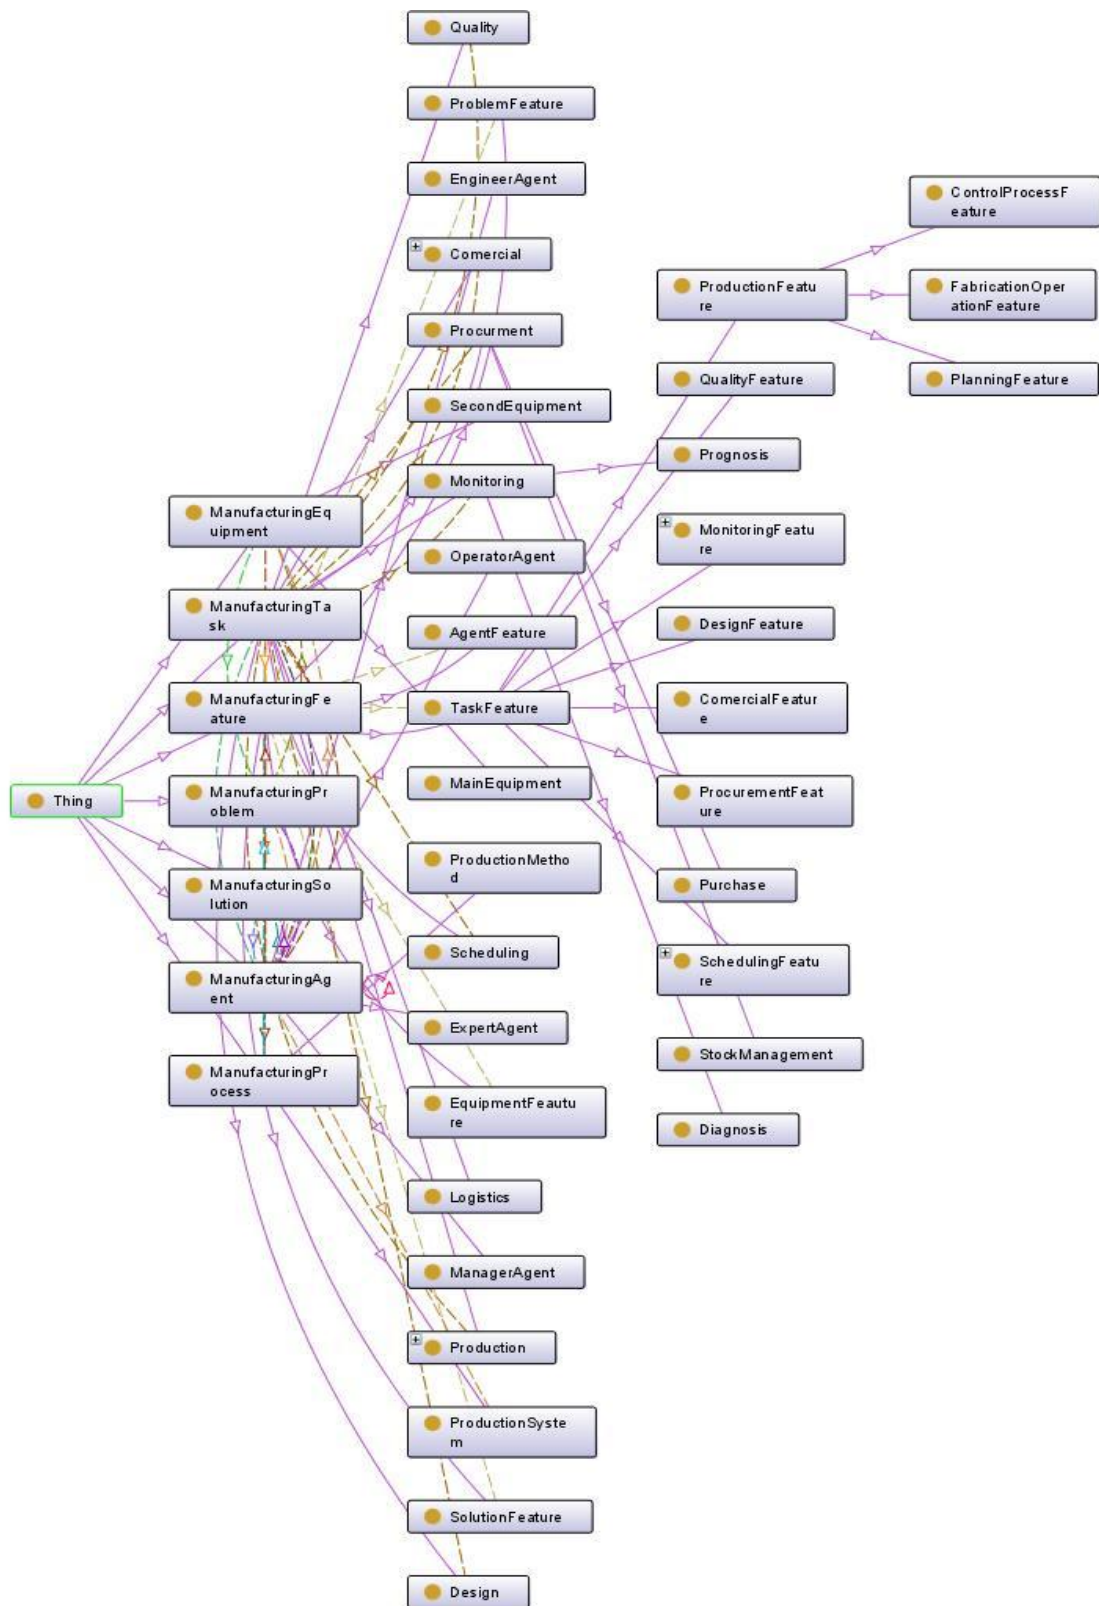 Quality
ProblemFeature
EngineerAgent
Comercial
Procurment
SecondEquipment
Monitoring
OperatorAgent
AgentFeature
TaskFeature
MainEquipment
ProductionMetho
d
Scheduling
ExpertAgent
EquipmentFeautu
re
Logistics
ManagerAgent
Production
ProductionSyste
m
SolutionFeature
Design
ManufacturingEq
uipment
ManufacturingTa
sk
ManufacturingFe
ature
ManufacturingPr
oblem
ManufacturingSo
lution
ManufacturingAg
ent
ManufacturingPr
ocess
Thing
ProductionFeatu
re
QualityFeature
Prognosis
MonitoringFeatu
re
DesignFeature
ComercialFeatur
e
ProcurementFeat
ure
Purchase
SchedulingFeatu
re
StockManagement
Diagnosis
ControlProcessF
eature
FabricationOper
ationFeature
PlanningFeature